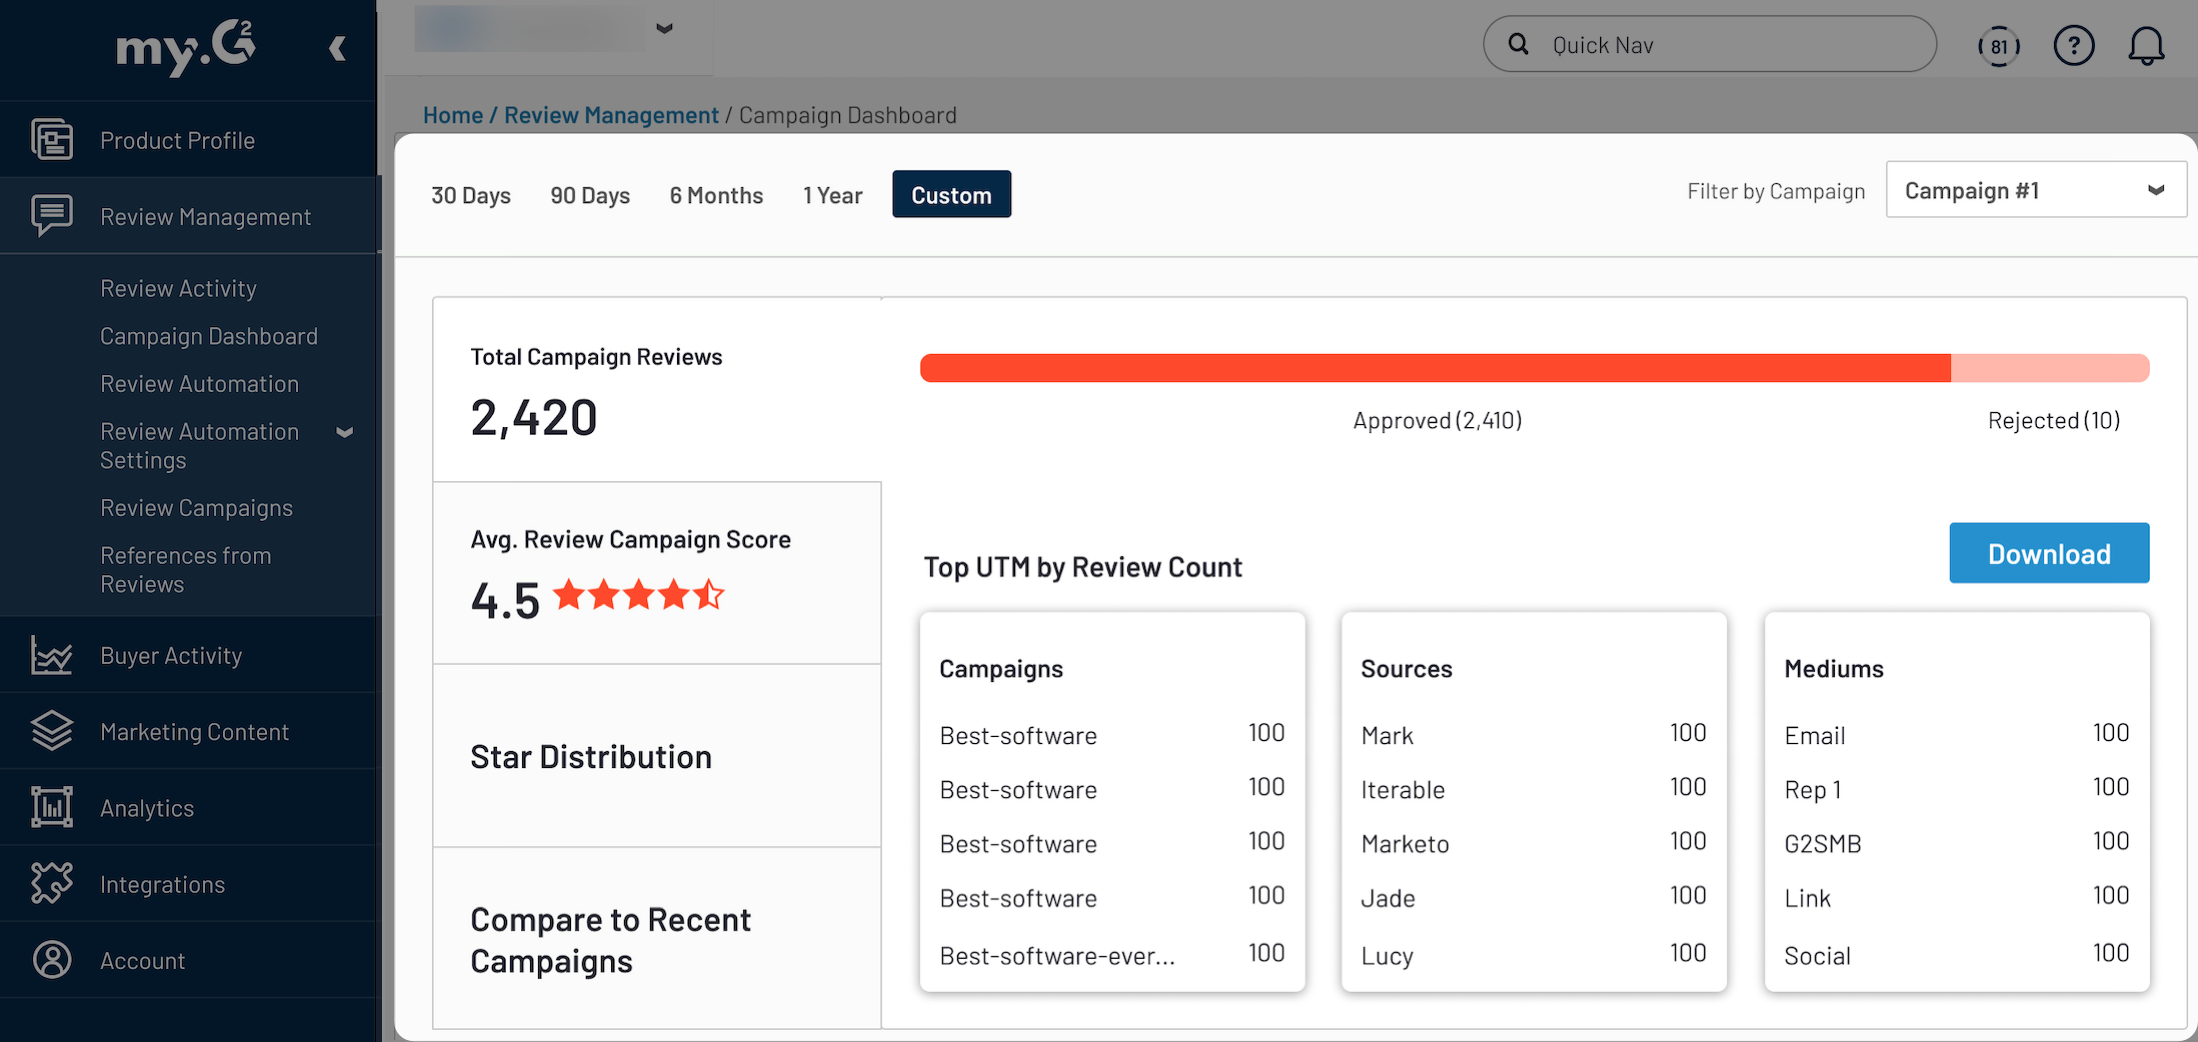 my.G2
Quick Nav
81
?
Home / Review Management / Campaign Dashboard
Product Profile
Review Management
Review Activity
Campaign Dashboard
Review Automation
Review Automation
Settings
Review Campaigns
References from
Reviews
Buyer Activity
Marketing Content
Analytics
Integrations
Account
30 Days 90 Days 6 Months 1 Year Custom
Filter by Campaign Campaign #1
Total Campaign Reviews
2,420
Approved (2,410) Rejected (10)
Avg. Review Campaign Score
4.5
Star Distribution
Compare to Recent
Campaigns
Top UTM by Review Count
Download
Campaigns
Best-software 100
Best-software 100
Best-software 100
Best-software 100
Best-software-ever... 100
Sources
Mark 100
Iterable 100
Marketo 100
Jade 100
Lucy 100
Mediums
Email 100
Rep 1 100
G2SMB 100
Link 100
Social 100